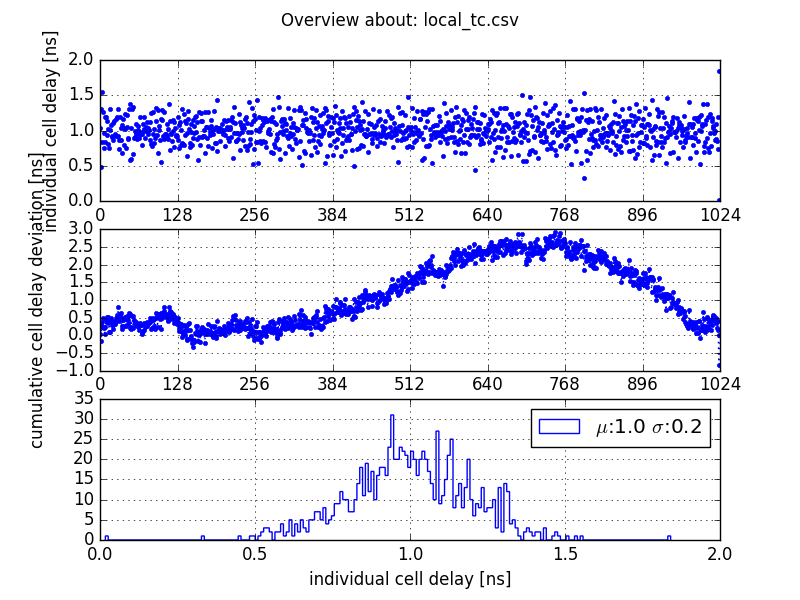 Overview about: local_tc.csv
individual cell delay [ns]
2.0
1.5
1.0
0.5
0.0
0 128 256 384 512 640 768 896 1024
cumulative cell delay deviation [ns]
3.0
2.5
2.0
1.5
1.0
0.5
0.0
−0.5
−1.0
0 128 256 384 512 640 768 896 1024
35
30
25
20
15
10
5
0
μ:1.0 σ:0.2
0.0 0.5 1.0 1.5 2.0
individual cell delay [ns]